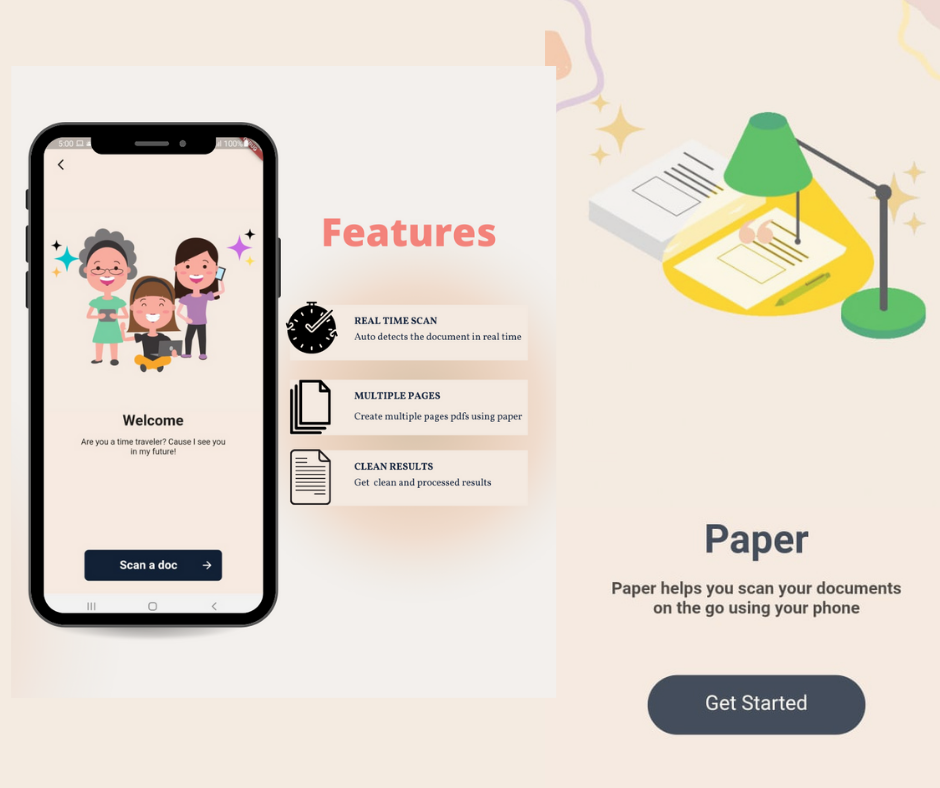 5:00
100%
Welcome
Are you a time traveler? Cause I see you
in my future!
Scan a doc
Features
REAL TIME SCAN
Auto detects the document in real time
MULTIPLE PAGES
Create multiple pages pdfs using paper
CLEAN RESULTS
Get clean and processed results
Paper
Paper helps you scan your documents
on the go using your phone
Get Started